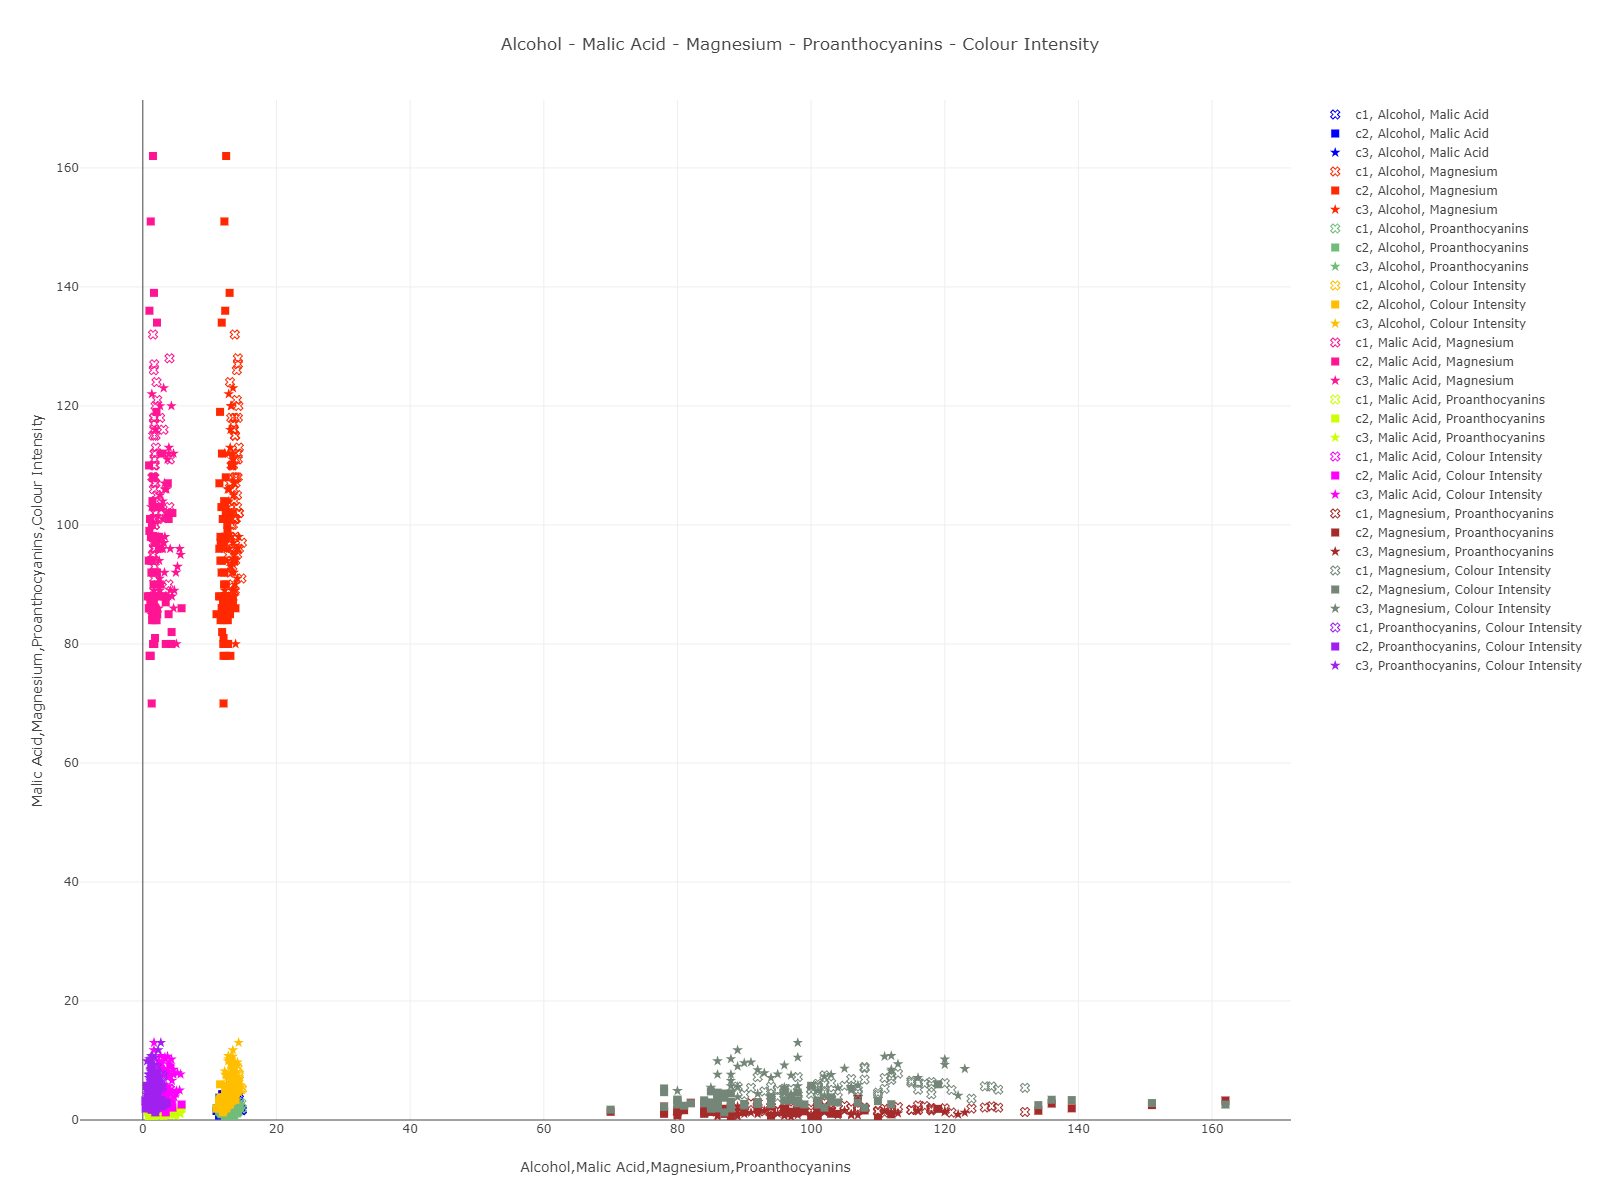 Alcohol - Malic Acid - Magnesium - Proanthocyanins - Colour Intensity
c1, Alcohol, Malic Acid
c2, Alcohol, Malic Acid
c3, Alcohol, Malic Acid
c1, Alcohol, Magnesium
c2, Alcohol, Magnesium
c3, Alcohol, Magnesium
c1, Alcohol, Proanthocyanins
c2, Alcohol, Proanthocyanins
c3, Alcohol, Proanthocyanins
c1, Alcohol, Colour Intensity
c2, Alcohol, Colour Intensity
c3, Alcohol, Colour Intensity
c1, Malic Acid, Magnesium
c2, Malic Acid, Magnesium
c3, Malic Acid, Magnesium
c1, Malic Acid, Proanthocyanins
c2, Malic Acid, Proanthocyanins
c3, Malic Acid, Proanthocyanins
c1, Malic Acid, Colour Intensity
c2, Malic Acid, Colour Intensity
c3, Malic Acid, Colour Intensity
c1, Magnesium, Proanthocyanins
c2, Magnesium, Proanthocyanins
c3, Magnesium, Proanthocyanins
c1, Magnesium, Colour Intensity
c2, Magnesium, Colour Intensity
c3, Magnesium, Colour Intensity
c1, Proanthocyanins, Colour Intensity
c2, Proanthocyanins, Colour Intensity
c3, Proanthocyanins, Colour Intensity
Malic Acid,Magnesium,Proanthocyanins,Colour Intensity
160
140
120
100
80
60
40
20
0
0 20 40 60 80 100 120 140 160
Alcohol,Malic Acid,Magnesium,Proanthocyanins